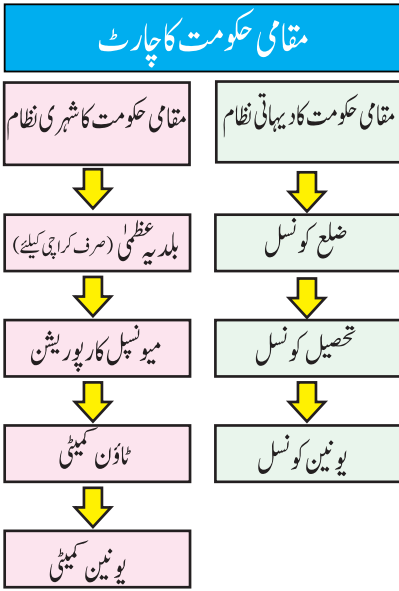 مقامی حکومت کا چارٹ
مقامی حکومت کا دیہاتی نظام
ضلع کونسل
تحصیل کونسل
یونین کونسل
مقامی حکومت کا شہری نظام
بلدیہ عظمیٰ (صرف کراچی کیلئے)
میونسپل کارپوریشن
ٹاؤن کمیٹی
یونین کمیٹی